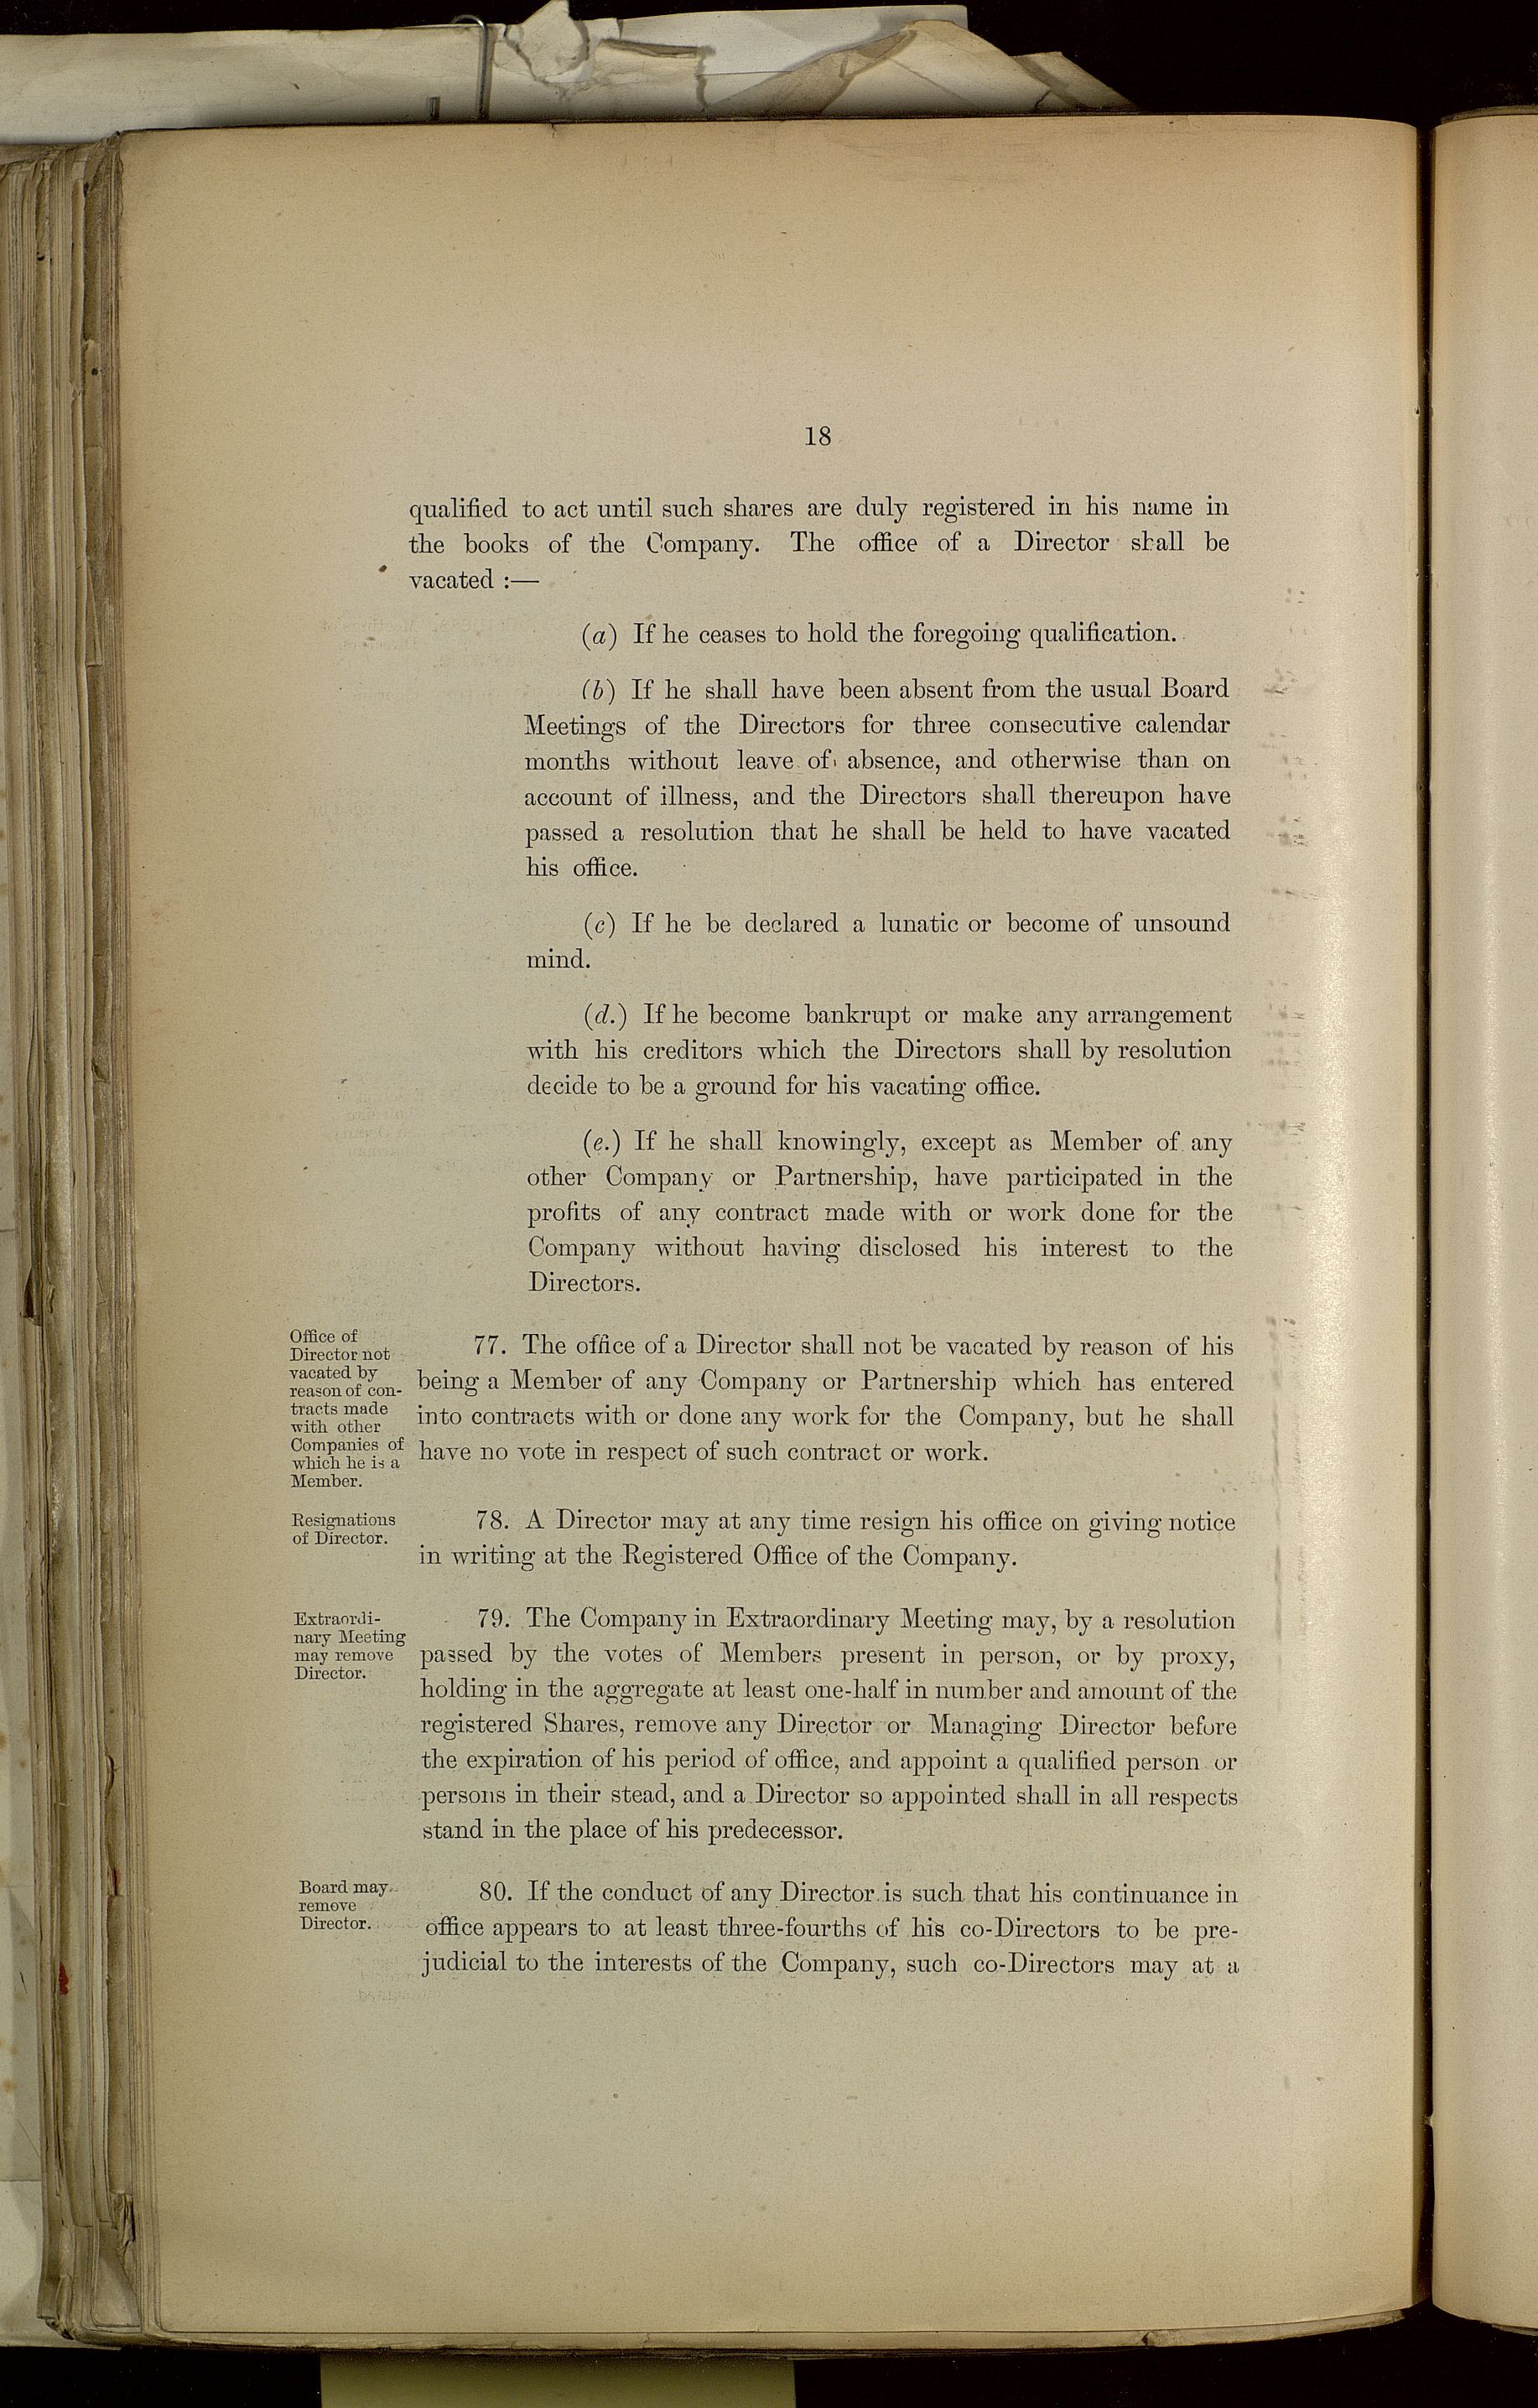 18
qualified to act until such shares are duly registered in his name in
the books of the Company. The office of a Director shall be
vacated :—
(a) If he ceases to hold the foregoing qualification.
(b) If he shall have been absent from the usual Board
Meetings of the Directors for three consecutive calendar
months without leave of absence, and otherwise than on
account of illness, and the Directors shall thereupon have
passed a resolution that he shall be held to have vacated
his office.
(c) If he be declared a lunatic or become of unsound
mind.
(d.) If he become bankrupt or make any arrangement
with his creditors which the Directors shall by resolution
decide to be a ground for his vacating office.
(e.) If he shall knowingly, except as Member of any
other Company or Partnership, have participated in the
profits of any contract made with or work done for the
Company without having disclosed his interest to the
Directors.
Office of
Director not
vacated by
reason of con-
tracts made
with other
Companies of
which he is a
Member.
77. The office of a Director shall not be vacated by reason of his
being a Member of any Company or Partnership which has entered
into contracts with or done any work for the Company, but he shall
have no vote in respect of such contract or work.
Resignations
of Director.
78. A Director may at any time resign his office on giving notice
in writing at the Registered Office of the Company.
Extraordi-
nary Meeting
may remove
Director.
79. The Company in Extraordinary Meeting may, by a resolution
passed by the votes of Members present in person, or by proxy,
holding in the aggregate at least one-half in number and amount of the
registered Shares, remove any Director or Managing Director before
the expiration of his period of office, and appoint a qualified person or
persons in their stead, and a Director so appointed shall in all respects
stand in the place of his predecessor.
Board may
remove
Director.
80. If the conduct of any Director is such that his continuance in
office appears to at least three-fourths of his co-Directors to be pre-
judicial to the interests of the Company, such co-Directors may at a